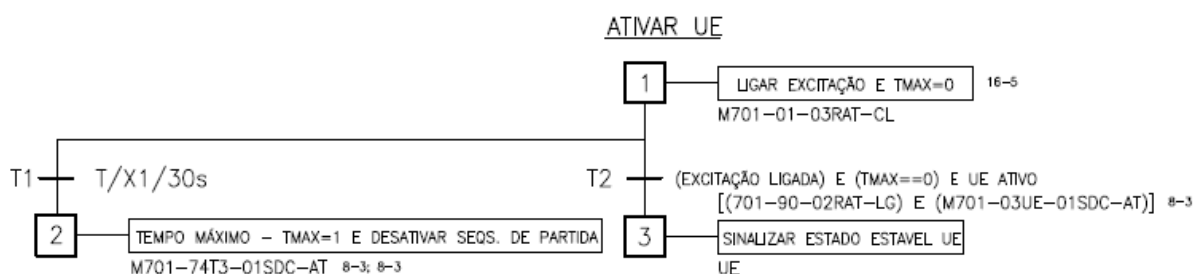 ATIVAR UE
1
LIGAR EXCITAÇÃO E TMAX=0
16-5
M701-01-03RAT-CL
T1
T/X1/30s
T2
(EXCITAÇÃO LIGADA) E (TMAX==0) E UE ATIVO
[(701-90-02RAT-LG) E (M701-03UE-01SDC-AT)]
8-3
2
TEMPO MÁXIMO - TMAX=1 E DESATIVAR SEQS. DE PARTIDA
3
SINALIZAR ESTADO ESTAVEL UE
M701-74T3-01SDC-AT
8-3; 8-3
UE